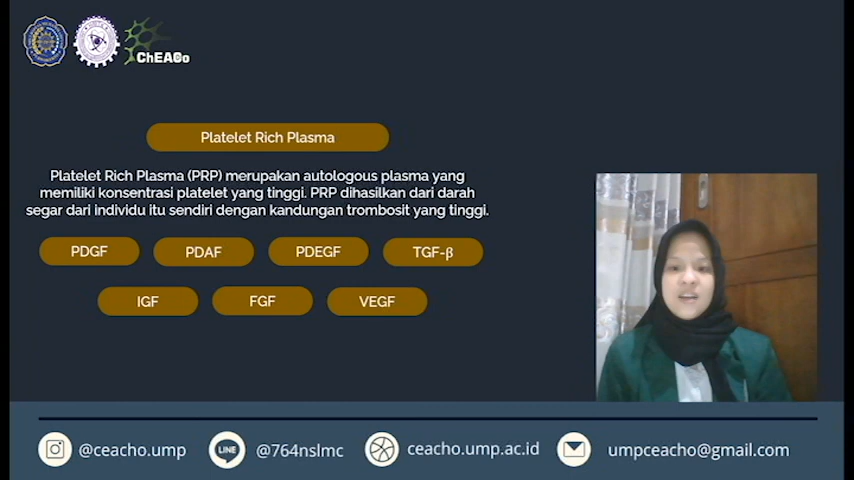 ChEACo
Platelet Rich Plasma
Platelet Rich Plasma (PRP) merupakan autologous plasma yang
memiliki konsentrasi platelet yang tinggi. PRP dihasilkan dari darah
segar dari individu itu sendiri dengan kandungan trombosit yang tinggi.
PDGF PDAF PDEGF TGF-β
IGF FGF VEGF
@ceacho.ump LINE @764nslmc ceacho.ump.ac.id umpceacho@gmail.com